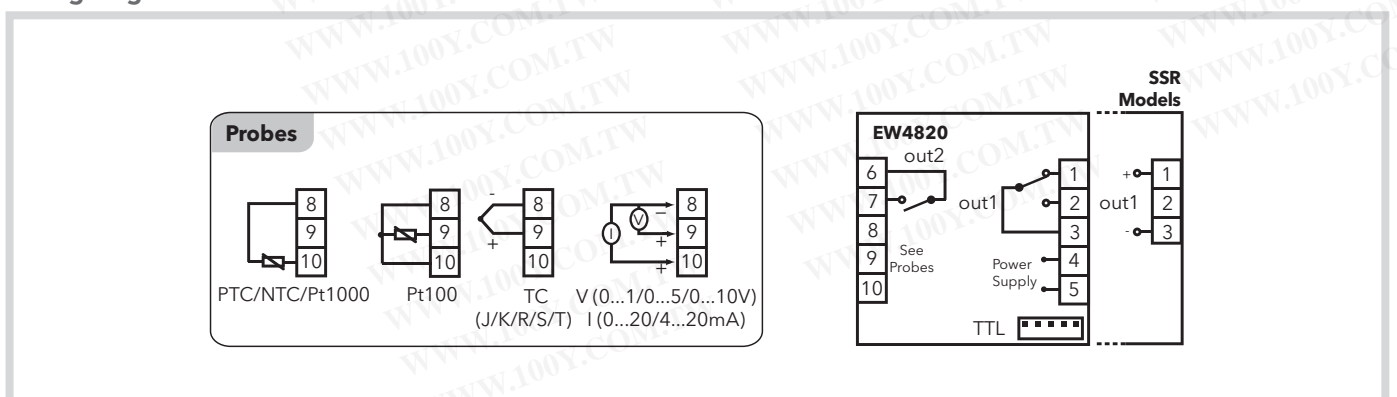 WWW.100Y.COM.TW
SSR
Models
Probes
8
9
10
PTC/NTC/Pt1000
8
9
10
Pt100
-
+
8
9
10
TC
(J/K/R/S/T)
I
V
−
+
+
8
9
10
V (0...1/0...5/0...10V)
I (0...20/4...20mA)
EW4820
out2
6
7
8
9
10
See
Probes
out1
1
2
3
4
5
Power
Supply
TTL
out1
+
-
1
2
3